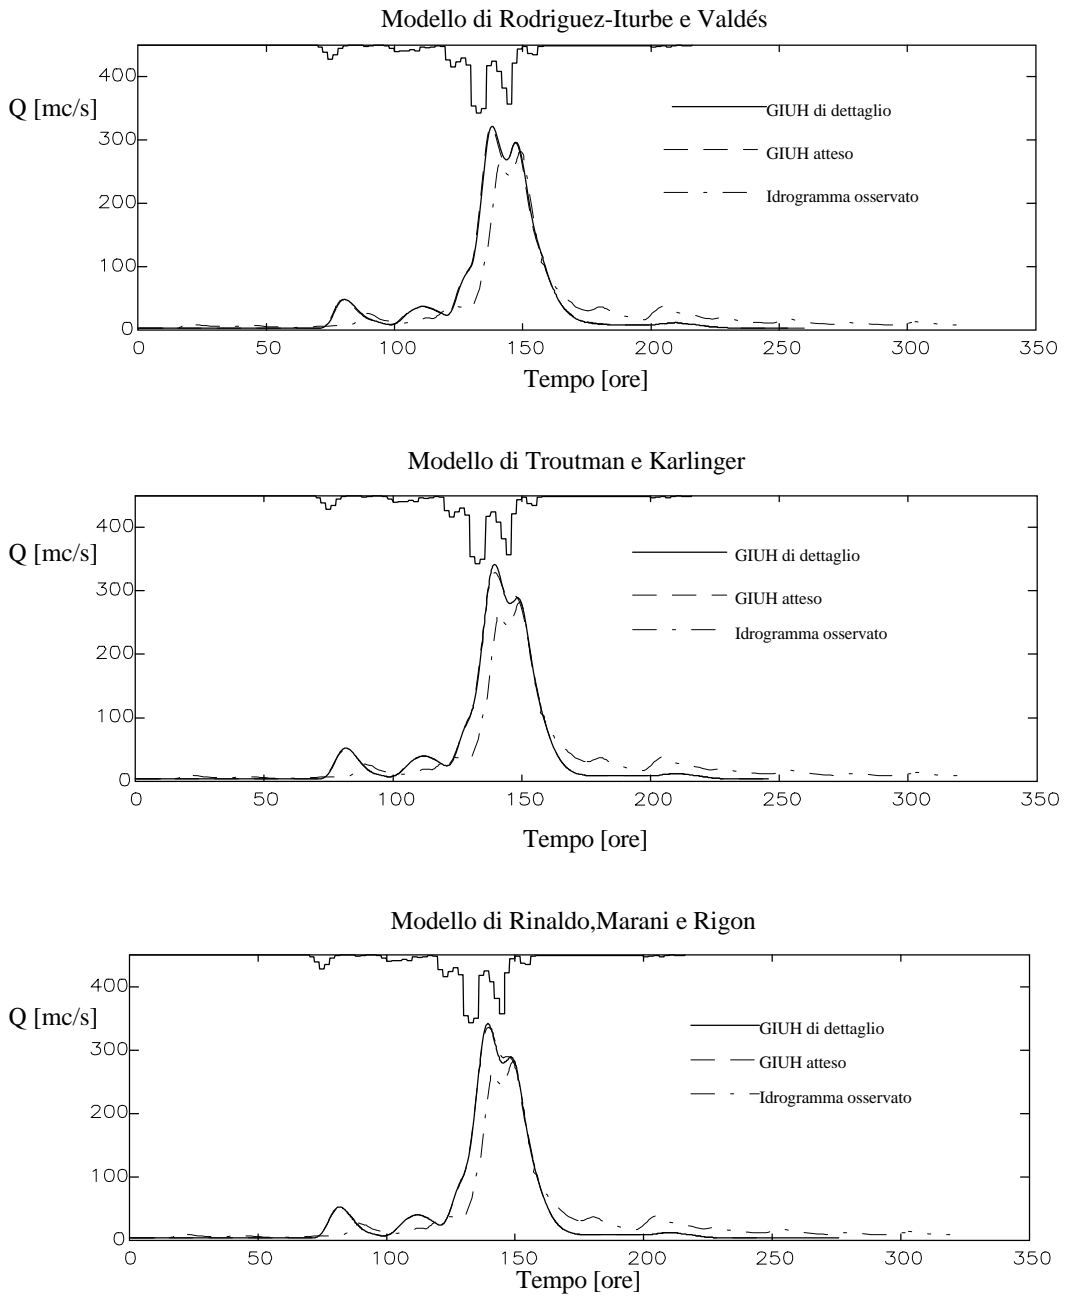 Modello di Rodriguez-Iturbe e Valdés
400
Q [mc/s]
GIUH di dettaglio
300
GIUH atteso
200
Idrogramma osservato
100
0
0 50 100 150 200 250 300 350
Tempo [ore]
Modello di Troutman e Karlinger
400
Q [mc/s]
GIUH di dettaglio
300
GIUH atteso
Idrogramma osservato
200
100
0
0 50 100 150 200 250 300 350
Tempo [ore]
Modello di Rinaldo,Marani e Rigon
400
Q [mc/s]
GIUH di dettaglio
300
GIUH atteso
Idrogramma osservato
200
100
0
0 50 100 150 200 250 300 350
Tempo [ore]